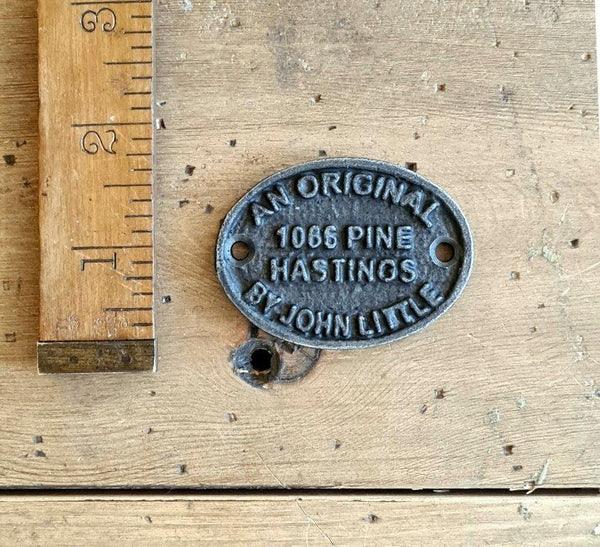 3
2
1
AN ORIGINAL
1066 PINE
HASTINGS
BY JOHN LITTLE